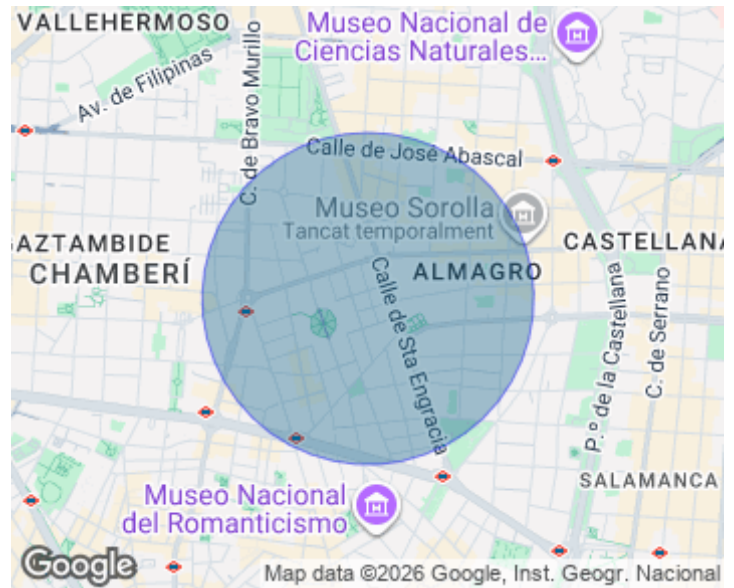 VALLEHERMOSO
Museo Nacional de
Ciencias Naturales...
Av. de Filipinas
C. de Bravo Murillo
Calle de José Abascal
Museo Sorolla
Tancat temporalment
GAZTAMBIDE
CHAMBERÍ
ALMAGRO
CASTELLANA
Calle de Sta Engracia
P.º de la Castellana
C. de Serrano
SALAMANCA
Museo Nacional
del Romanticismo
Google
Map data ©2026 Google, Inst. Geogr. Nacional